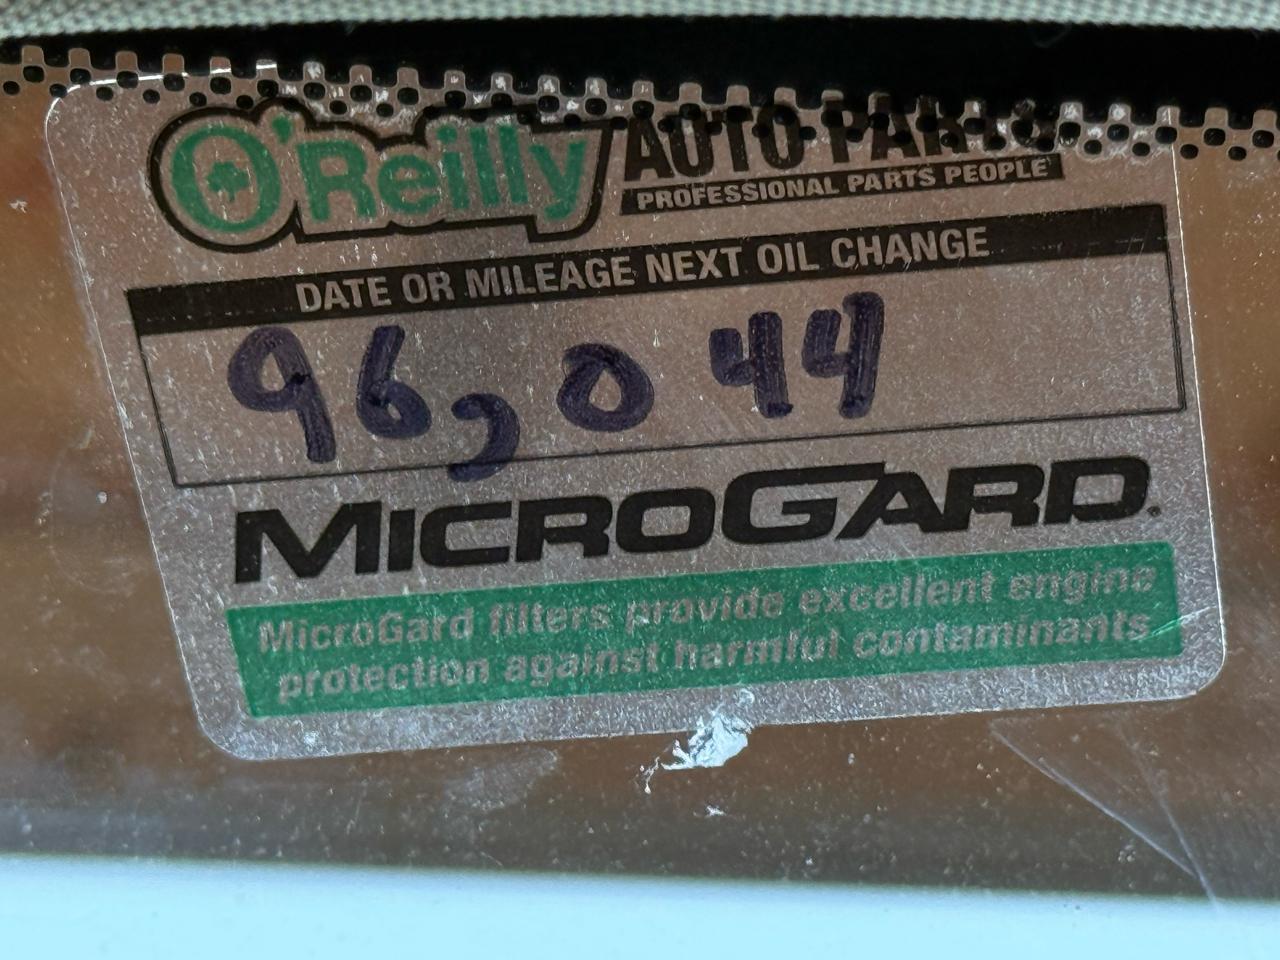 O'Reilly AUTO PARTS
PROFESSIONAL PARTS PEOPLE
DATE OR MILEAGE NEXT OIL CHANGE
96,044
MICROGARD.
MicroGard filters provide excellent engine
protection against harmful contaminants